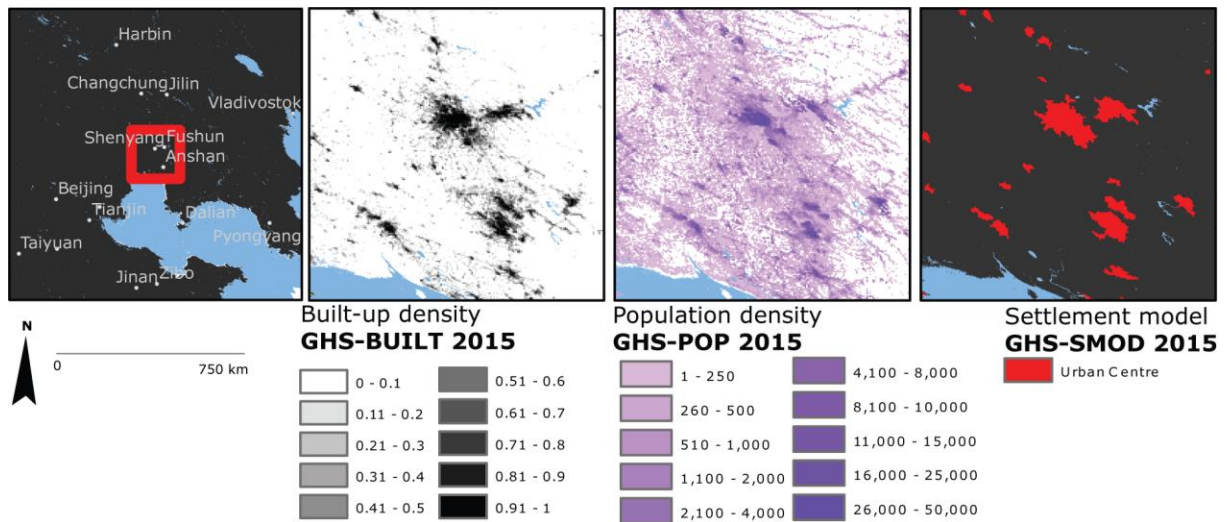 Harbin
Changchung Jilin
Vladivostok
Shenyang Fushun
Anshan
Beijing
Tianjin Dalian
Pyongyang
Taiyuan
Jinan Zibo
N
0 750 km
Built-up density
GHS-BUILT 2015
0 - 0.1
0.11 - 0.2
0.21 - 0.3
0.31 - 0.4
0.41 - 0.5
0.51 - 0.6
0.61 - 0.7
0.71 - 0.8
0.81 - 0.9
0.91 - 1
Population density
GHS-POP 2015
1 - 250
260 - 500
510 - 1,000
1,100 - 2,000
2,100 - 4,000
4,100 - 8,000
8,100 - 10,000
11,000 - 15,000
16,000 - 25,000
26,000 - 50,000
Settlement model
GHS-SMOD 2015
Urban Centre